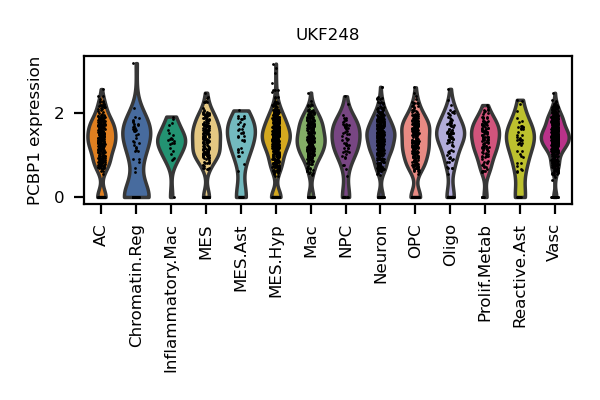 UKF248
PCBP1 expression
2
0
AC
Chromatin.Reg
Inflammatory.Mac
MES
MES.Ast
MES.Hyp
Mac
NPC
Neuron
OPC
Oligo
Prolif.Metab
Reactive.Ast
Vasc